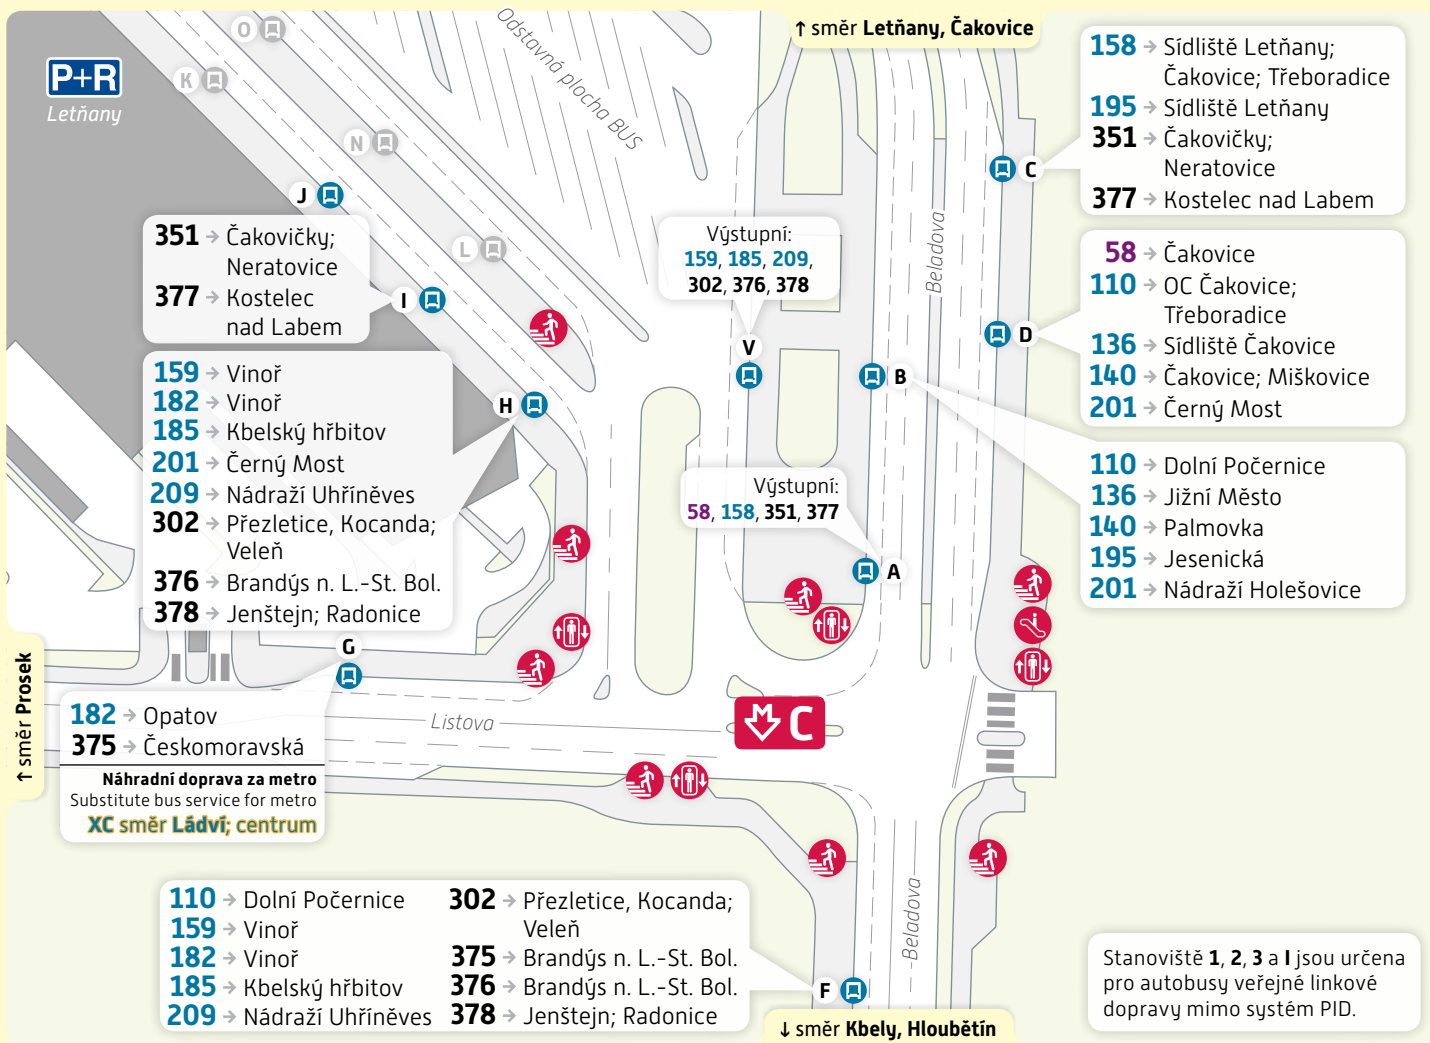 ↑ směr Letňany, Čakovice
P+R
Letňany
O
K
N
J
L
I
H
Odstavná plocha BUS
158 → Sídliště Letňany;
Čakovice; Třeboradice
195 → Sídliště Letňany
351 → Čakovičky;
Neratovice
377 → Kostelec nad Labem
C
58 → Čakovice
110 → OC Čakovice;
Třeboradice
136 → Sídliště Čakovice
140 → Čakovice; Miškovice
201 → Černý Most
D
351 → Čakovičky;
Neratovice
377 → Kostelec
nad Labem
Výstupní:
159, 185, 209,
302, 376, 378
V
Beladova
B
159 → Vinoř
182 → Vinoř
185 → Kbelský hřbitov
201 → Černý Most
209 → Nádraží Uhříněves
302 → Přezletice, Kocanda;
Veleň
376 → Brandýs n. L.-St. Bol.
378 → Jenštejn; Radonice
110 → Dolní Počernice
136 → Jižní Město
140 → Palmovka
195 → Jesenická
201 → Nádraží Holešovice
Výstupní:
58, 158, 351, 377
A
G
↑ směr Prosek
182 → Opatov
375 → Českomoravská
Náhradní doprava za metro
Substitute bus service for metro
XC směr Ládví; centrum
Listova
M C
Beladova
110 → Dolní Počernice
159 → Vinoř
182 → Vinoř
185 → Kbelský hřbitov
209 → Nádraží Uhříněves
302 → Přezletice, Kocanda;
Veleň
375 → Brandýs n. L.-St. Bol.
376 → Brandýs n. L.-St. Bol.
378 → Jenštejn; Radonice
F
↓ směr Kbely, Hloubětín
Stanoviště 1, 2, 3 a I jsou určena
pro autobusy veřejné linkové
dopravy mimo systém PID.